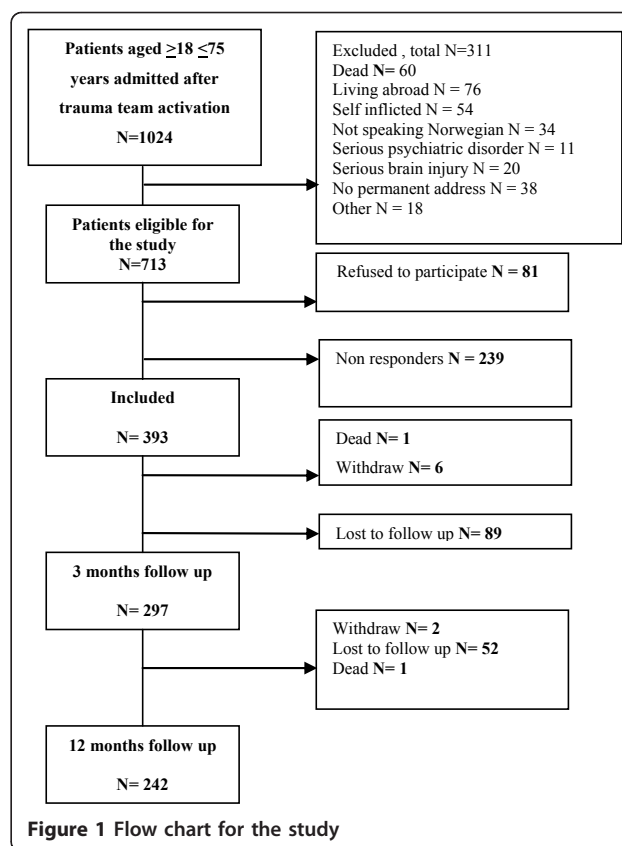 Patients aged >18 <75
years admitted after
trauma team activation
N=1024
Excluded , total N=311
Dead N= 60
Living abroad N = 76
Self inflicted N = 54
Not speaking Norwegian N = 34
Serious psychiatric disorder N = 11
Serious brain injury N = 20
No permanent address N = 38
Other N = 18
Patients eligible for
the study
N=713
Refused to participate N = 81
Non responders N = 239
Included
N= 393
Dead N= 1
Withdraw N= 6
Lost to follow up N= 89
3 months follow up
N= 297
Withdraw N= 2
Lost to follow up N= 52
Dead N= 1
12 months follow up
N= 242
Figure 1 Flow chart for the study